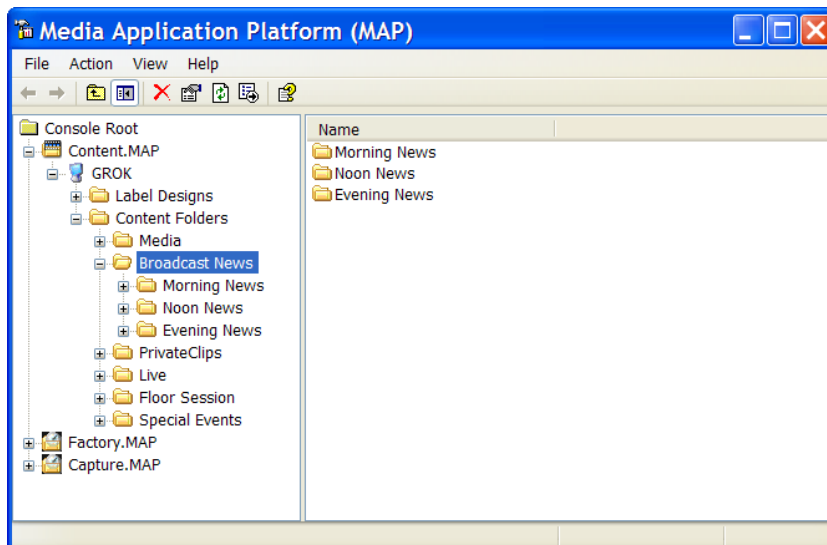 Media Application Platform (MAP)
File Action View Help
Console Root
Content.MAP
GROK
Label Designs
Content Folders
Media
Broadcast News
Morning News
Noon News
Evening News
PrivateClips
Live
Floor Session
Special Events
Factory.MAP
Capture.MAP
Name
Morning News
Noon News
Evening News